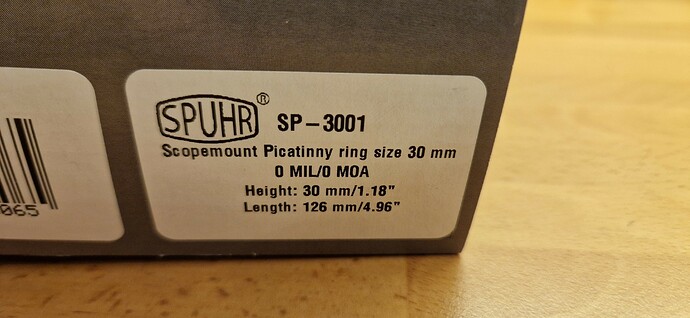 SPUHR® SP-3001
Scopemount Picatinny ring size 30 mm
0 MIL/0 MOA
Height: 30 mm/1.18"
Length: 126 mm/4.96"
065